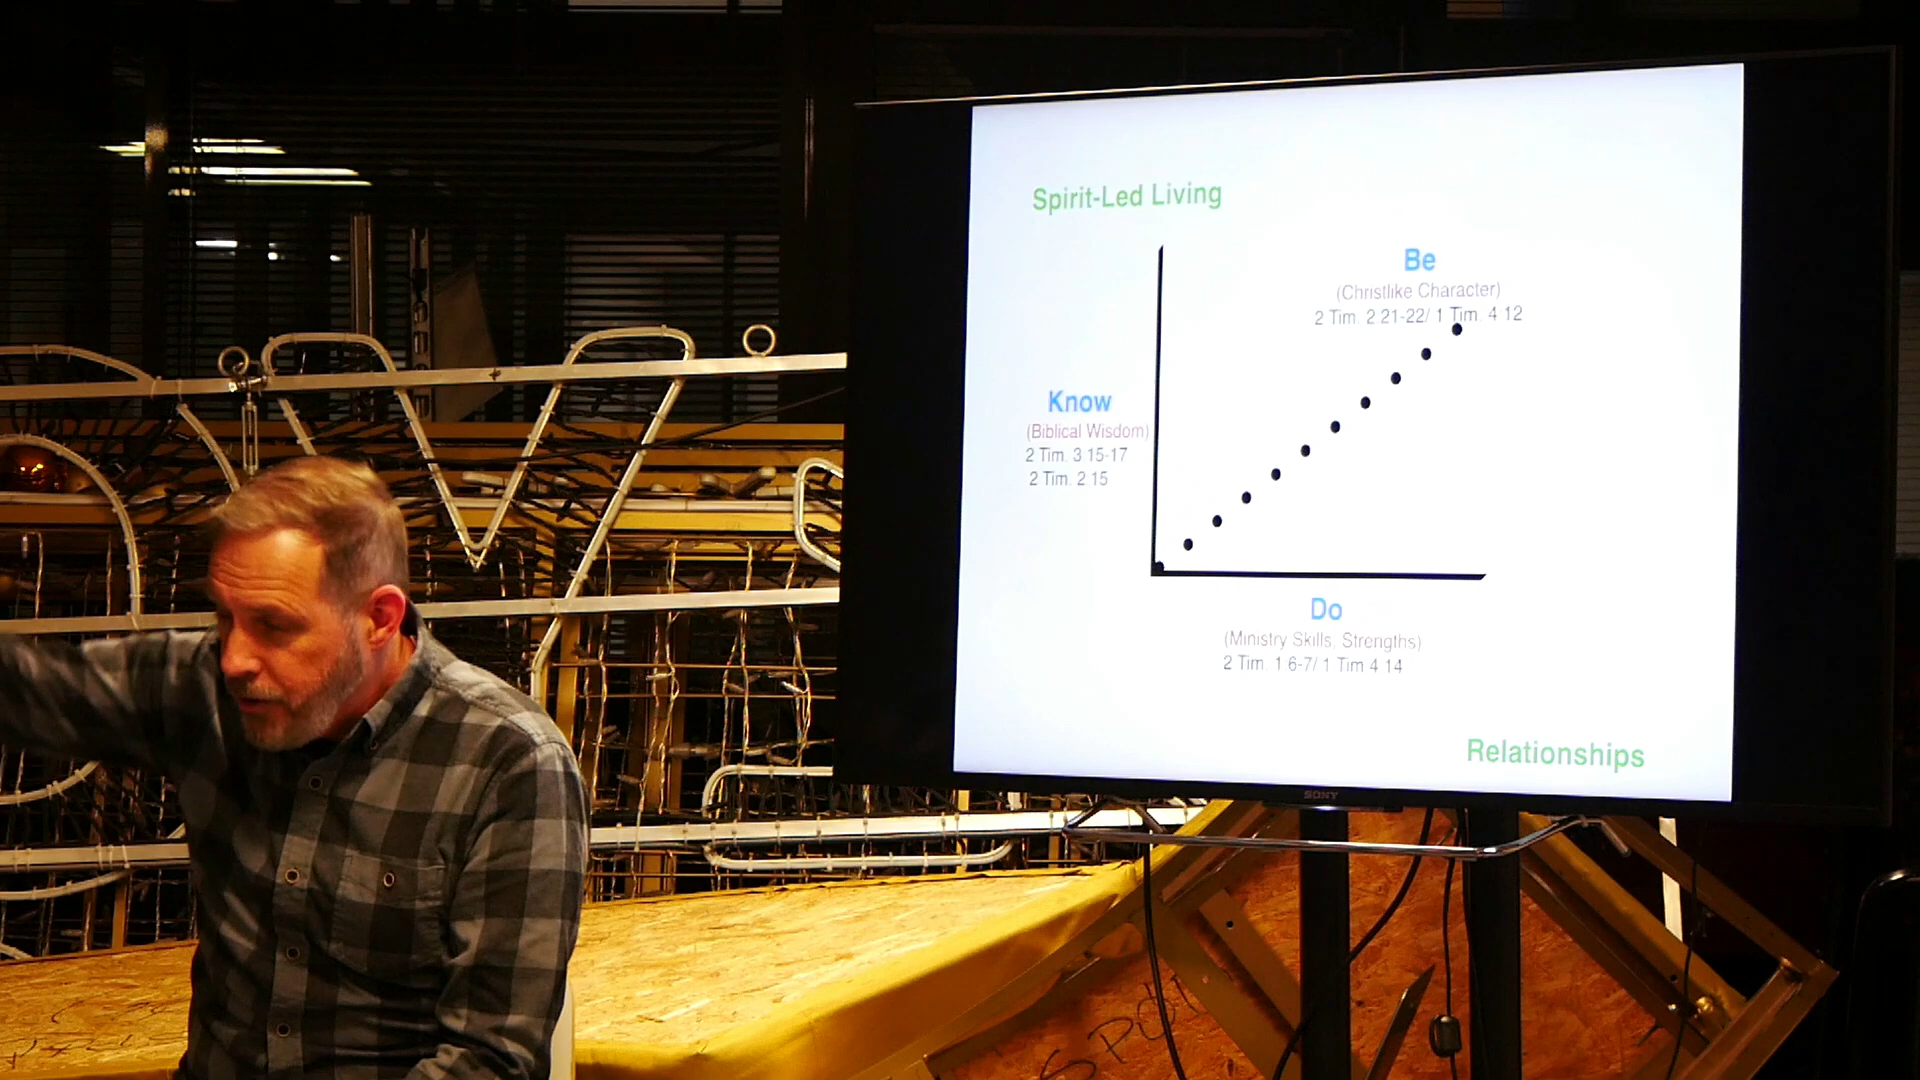 Spirit-Led Living
Be
(Christlike Character)
2 Tim. 2 21-22/ 1 Tim. 4 12
Know
(Biblical Wisdom)
2 Tim. 3 15-17
2 Tim. 2 15
Do
(Ministry Skills, Strengths)
2 Tim. 1 6-7/ 1 Tim 4 14
Relationships
SONY